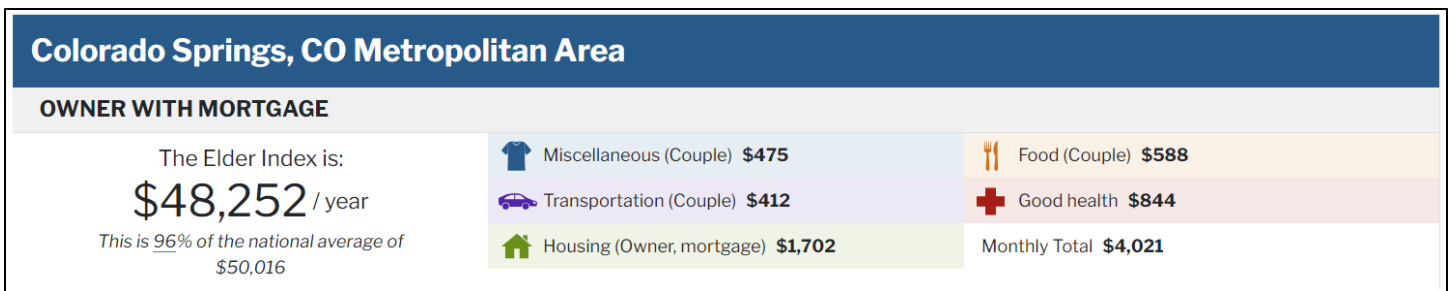 Colorado Springs, CO Metropolitan Area
OWNER WITH MORTGAGE
The Elder Index is:
$48,252 / year
This is 96% of the national average of
$50,016
Miscellaneous (Couple) $475
Food (Couple) $588
Transportation (Couple) $412
Good health $844
Housing (Owner, mortgage) $1,702
Monthly Total $4,021